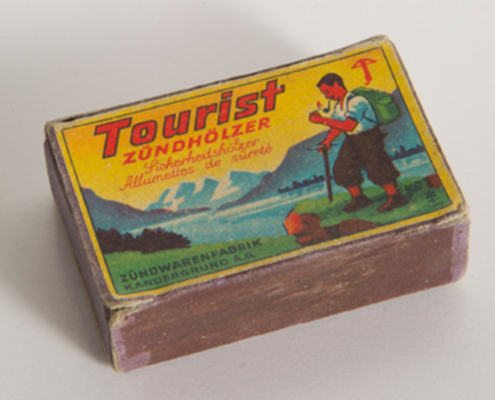 Tourist
ZÜNDHÖLZER
Sicherheitshölzer
Allumettes de sûreté
ZÜNDWARENFABRIK
KANDERGRUND A.G.